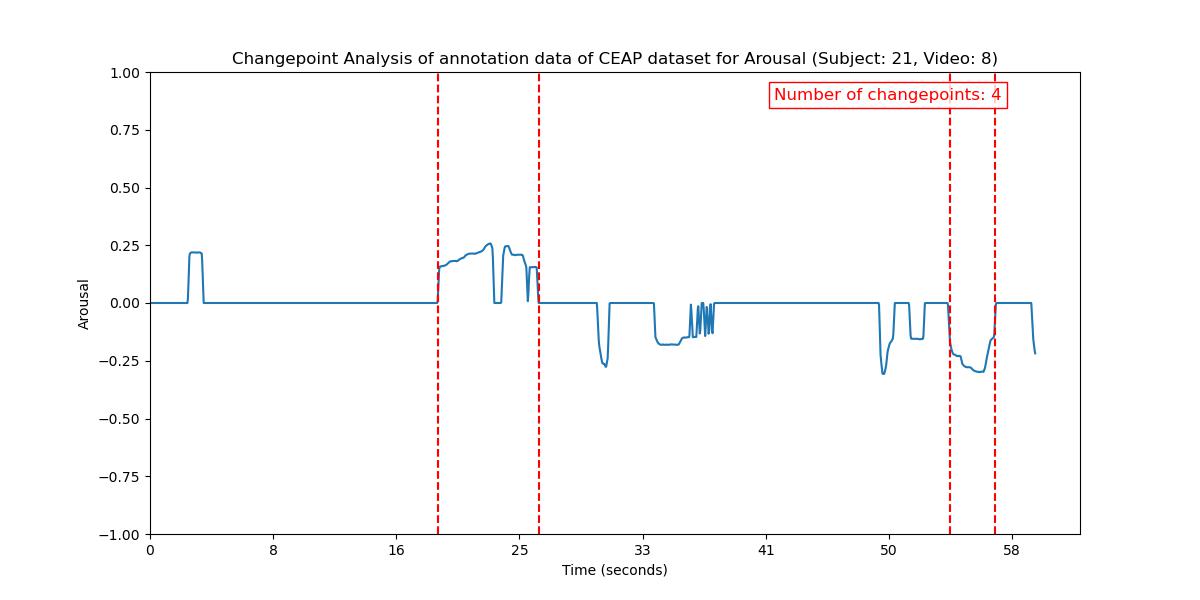 Changepoint Analysis of annotation data of CEAP dataset for Arousal (Subject: 21, Video: 8)
Number of changepoints: 4
1.00
0.75
0.50
0.25
0.00
−0.25
−0.50
−0.75
−1.00
Arousal
0 8 16 25 33 41 50 58
Time (seconds)